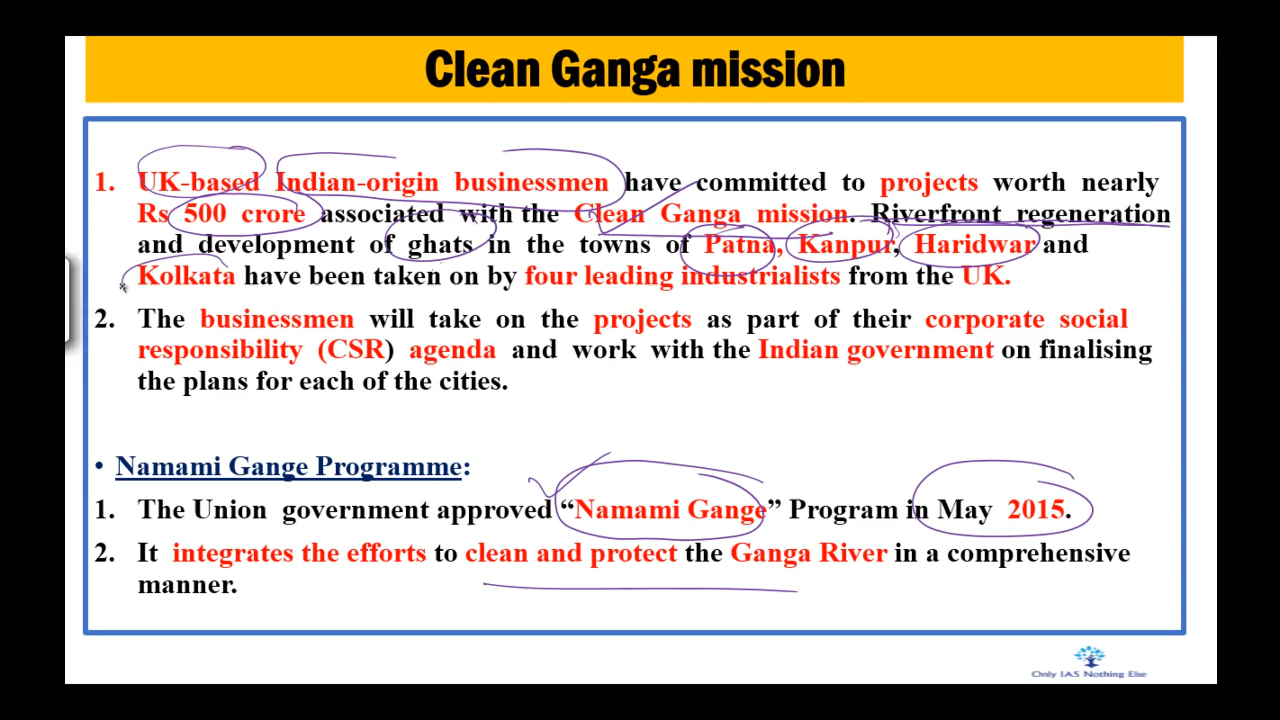 Clean Ganga mission
1. UK-based Indian-origin businessmen have committed to projects worth nearly
Rs 500 crore associated with the Clean Ganga mission. Riverfront regeneration
and development of ghats in the towns of Patna, Kanpur, Haridwar and
Kolkata have been taken on by four leading industrialists from the UK.
2. The businessmen will take on the projects as part of their corporate social
responsibility (CSR) agenda and work with the Indian government on finalising
the plans for each of the cities.
• Namami Gange Programme:
1. The Union government approved “Namami Gange” Program in May 2015.
2. It integrates the efforts to clean and protect the Ganga River in a comprehensive
manner.
Only IAS Nothing Else